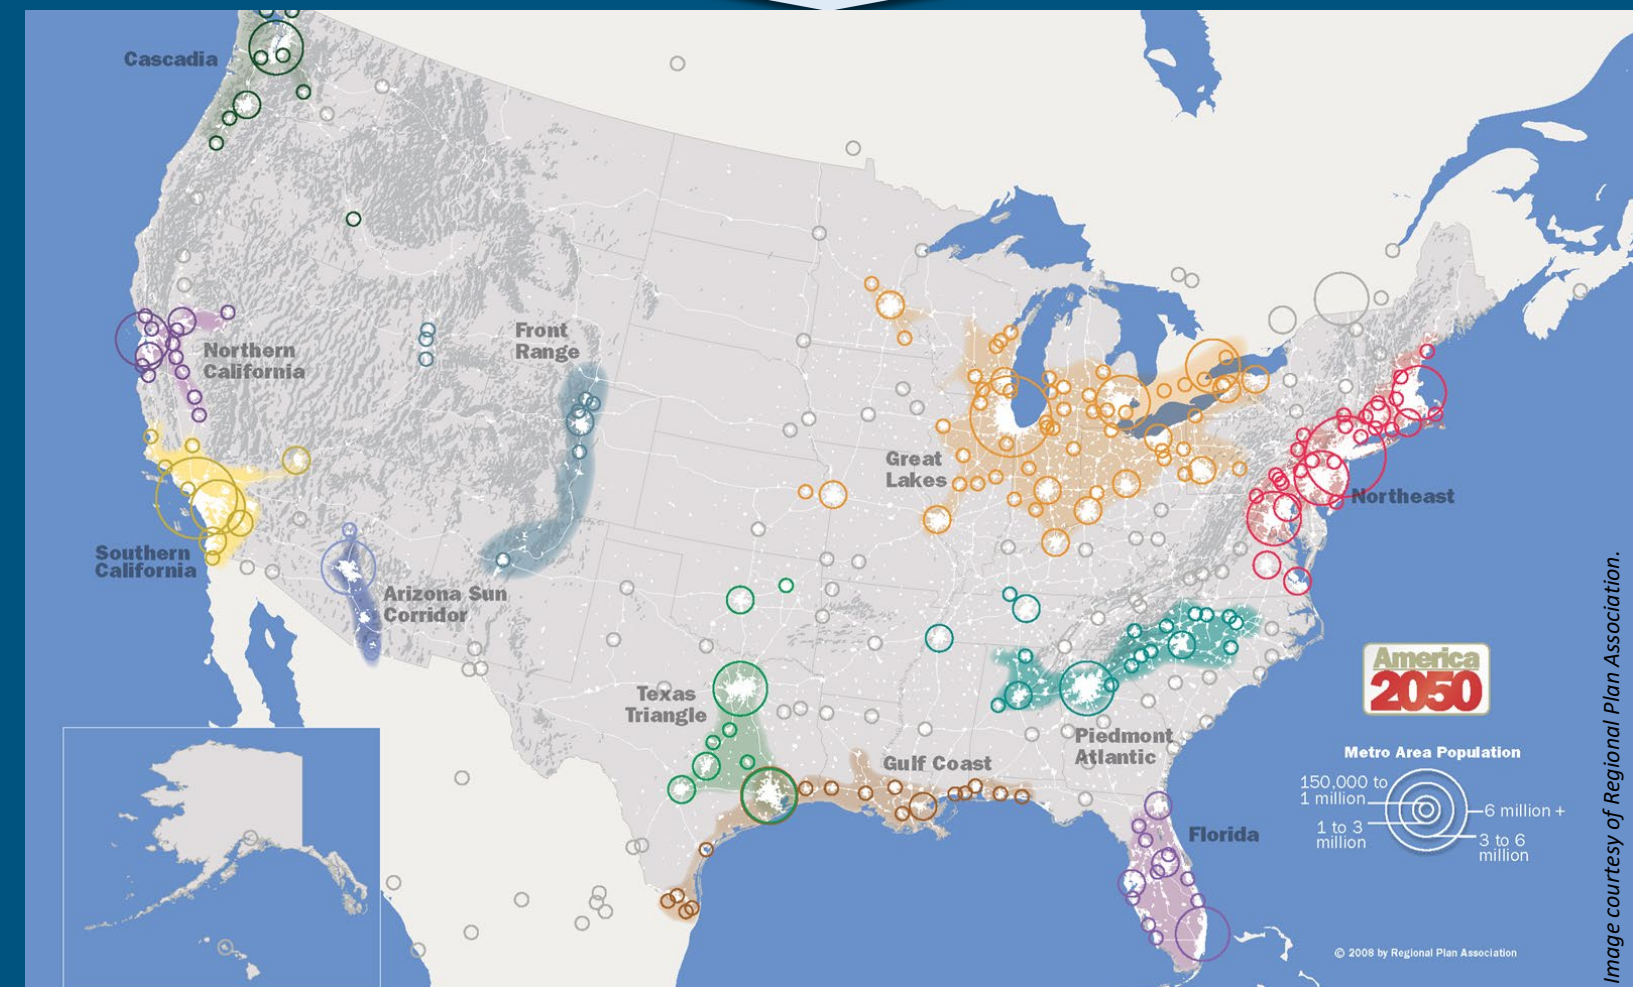 Cascadia
Northern
California
Front
Range
Great
Lakes
Northeast
Southern
California
Arizona Sun
Corridor
Texas
Triangle
Gulf Coast
Piedmont
Atlantic
Florida
America
2050
Metro Area Population
150,000 to
1 million
1 to 3
million
6 million +
3 to 6
million
© 2008 by Regional Plan Association
Image courtesy of Regional Plan Association.